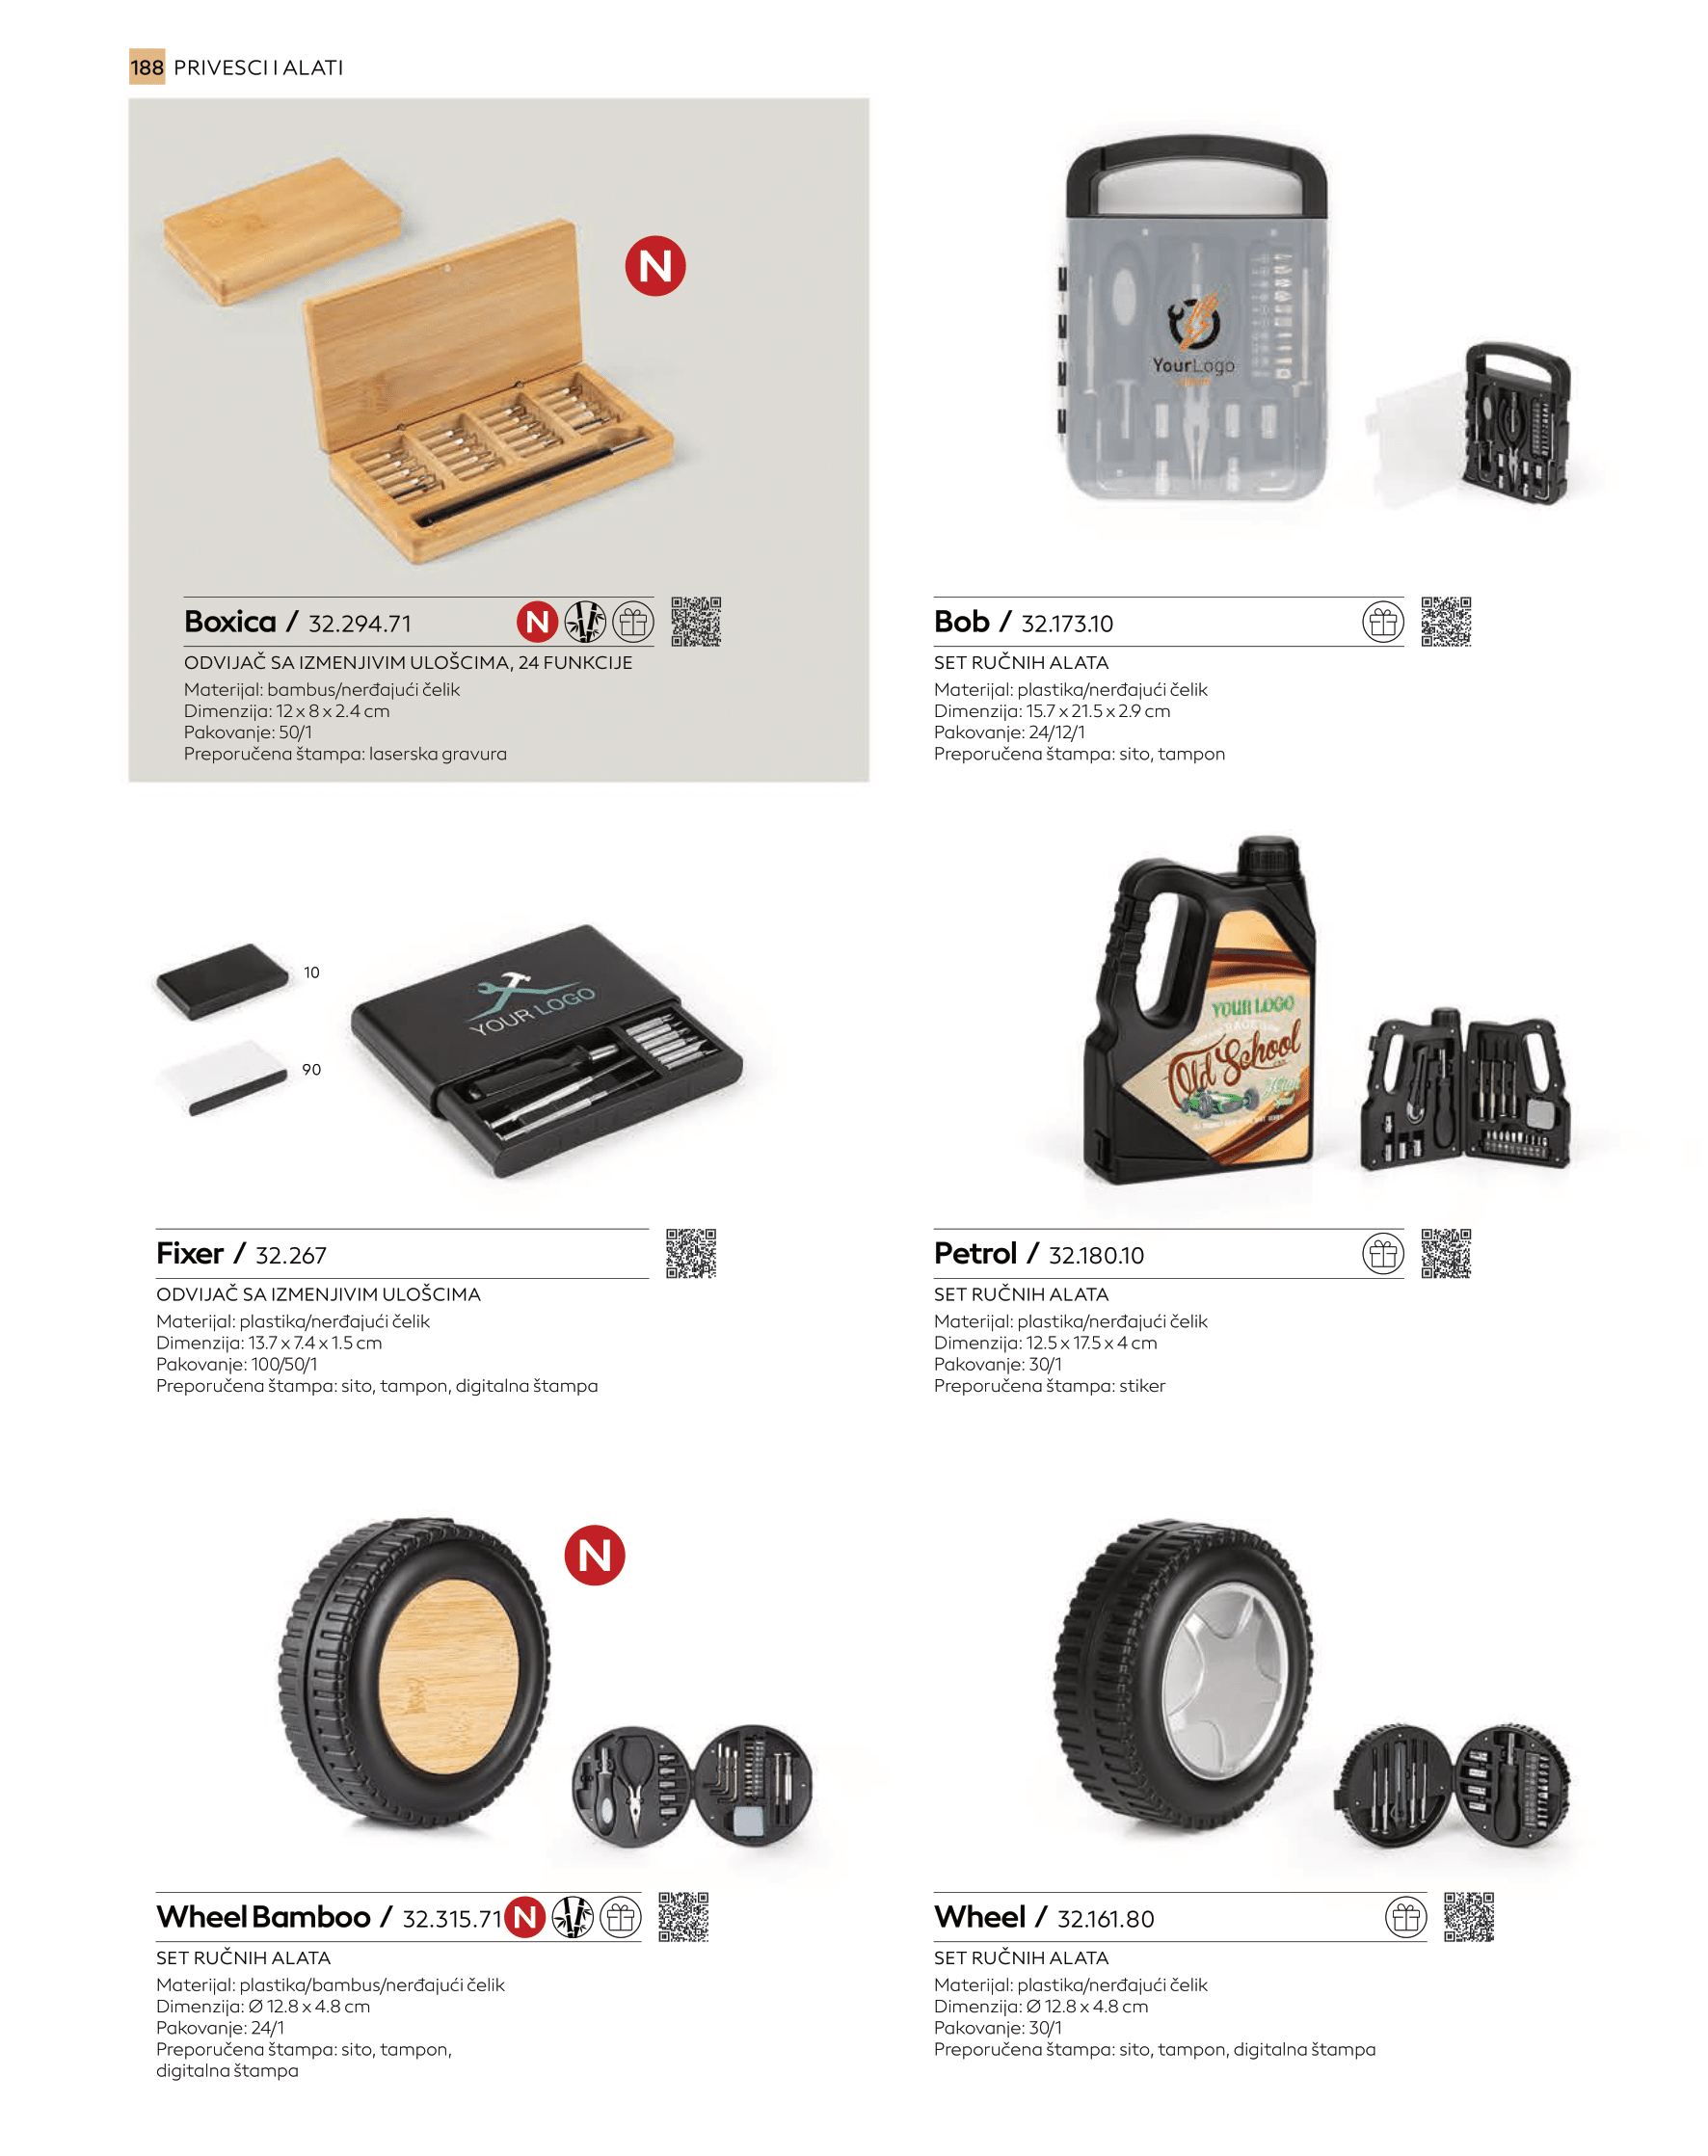 188 PRIVESCI I ALATI
N
YourLogo
Boxica / 32.294.71 N
ODVIJAČ SA IZMENJIVIM ULOŠCIMA, 24 FUNKCIJE
Materijal: bambus/nerđajući čelik
Dimenzija: 12 x 8 x 2.4 cm
Pakovanje: 50/1
Preporučena štampa: laserska gravura
Bob / 32.173.10
SET RUČNIH ALATA
Materijal: plastika/nerđajući čelik
Dimenzija: 15.7 x 21.5 x 2.9 cm
Pakovanje: 24/12/1
Preporučena štampa: sito, tampon
10
90
YOUR LOGO
YOUR LOGO
Old School
Fixer / 32.267
ODVIJAČ SA IZMENJIVIM ULOŠCIMA
Materijal: plastika/nerđajući čelik
Dimenzija: 13.7 x 7.4 x 1.5 cm
Pakovanje: 100/50/1
Preporučena štampa: sito, tampon, digitalna štampa
Petrol / 32.180.10
SET RUČNIH ALATA
Materijal: plastika/nerđajući čelik
Dimenzija: 12.5 x 17.5 x 4 cm
Pakovanje: 30/1
Preporučena štampa: stiker
N
Wheel Bamboo / 32.315.71 N
SET RUČNIH ALATA
Materijal: plastika/bambus/nerđajući čelik
Dimenzija: Ø 12.8 x 4.8 cm
Pakovanje: 24/1
Preporučena štampa: sito, tampon,
digitalna štampa
Wheel / 32.161.80
SET RUČNIH ALATA
Materijal: plastika/nerđajući čelik
Dimenzija: Ø 12.8 x 4.8 cm
Pakovanje: 30/1
Preporučena štampa: sito, tampon, digitalna štampa